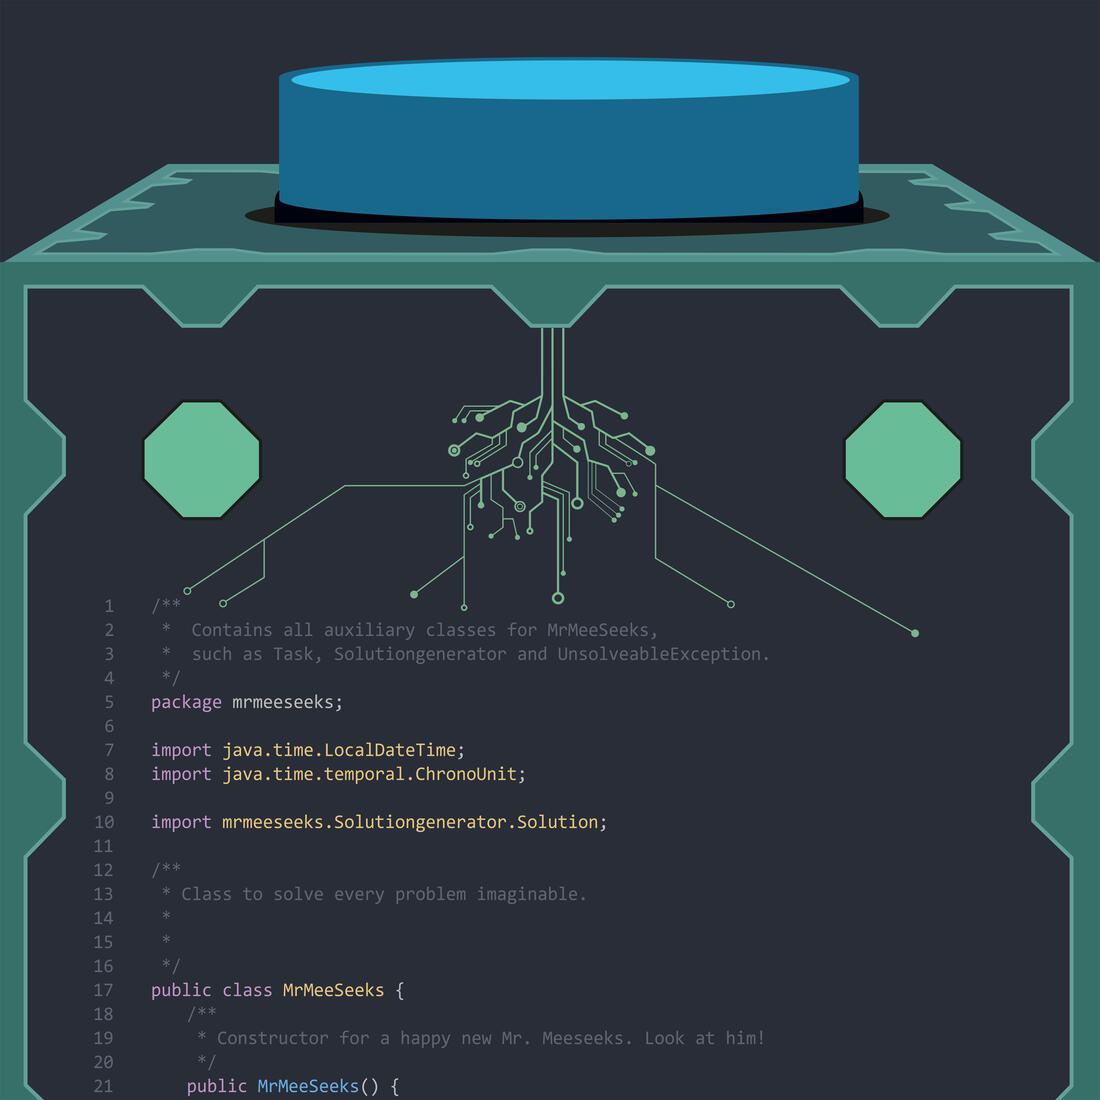 1 /**
2 * Contains all auxiliary classes for MrMeeSeeks,
3 * such as Task, Solutiongenerator and UnsolveableException.
4 */
5 package mrmeeseeks;
6
7 import java.time.LocalDateTime;
8 import java.time.temporal.ChronoUnit;
9
10 import mrmeeseeks.Solutiongenerator.Solution;
11
12 /**
13 * Class to solve every problem imaginable.
14 *
15 *
16 */
17 public class MrMeeSeeks {
18 /**
19 * Constructor for a happy new Mr. Meeseeks. Look at him!
20 */
21 public MrMeeSeeks() {